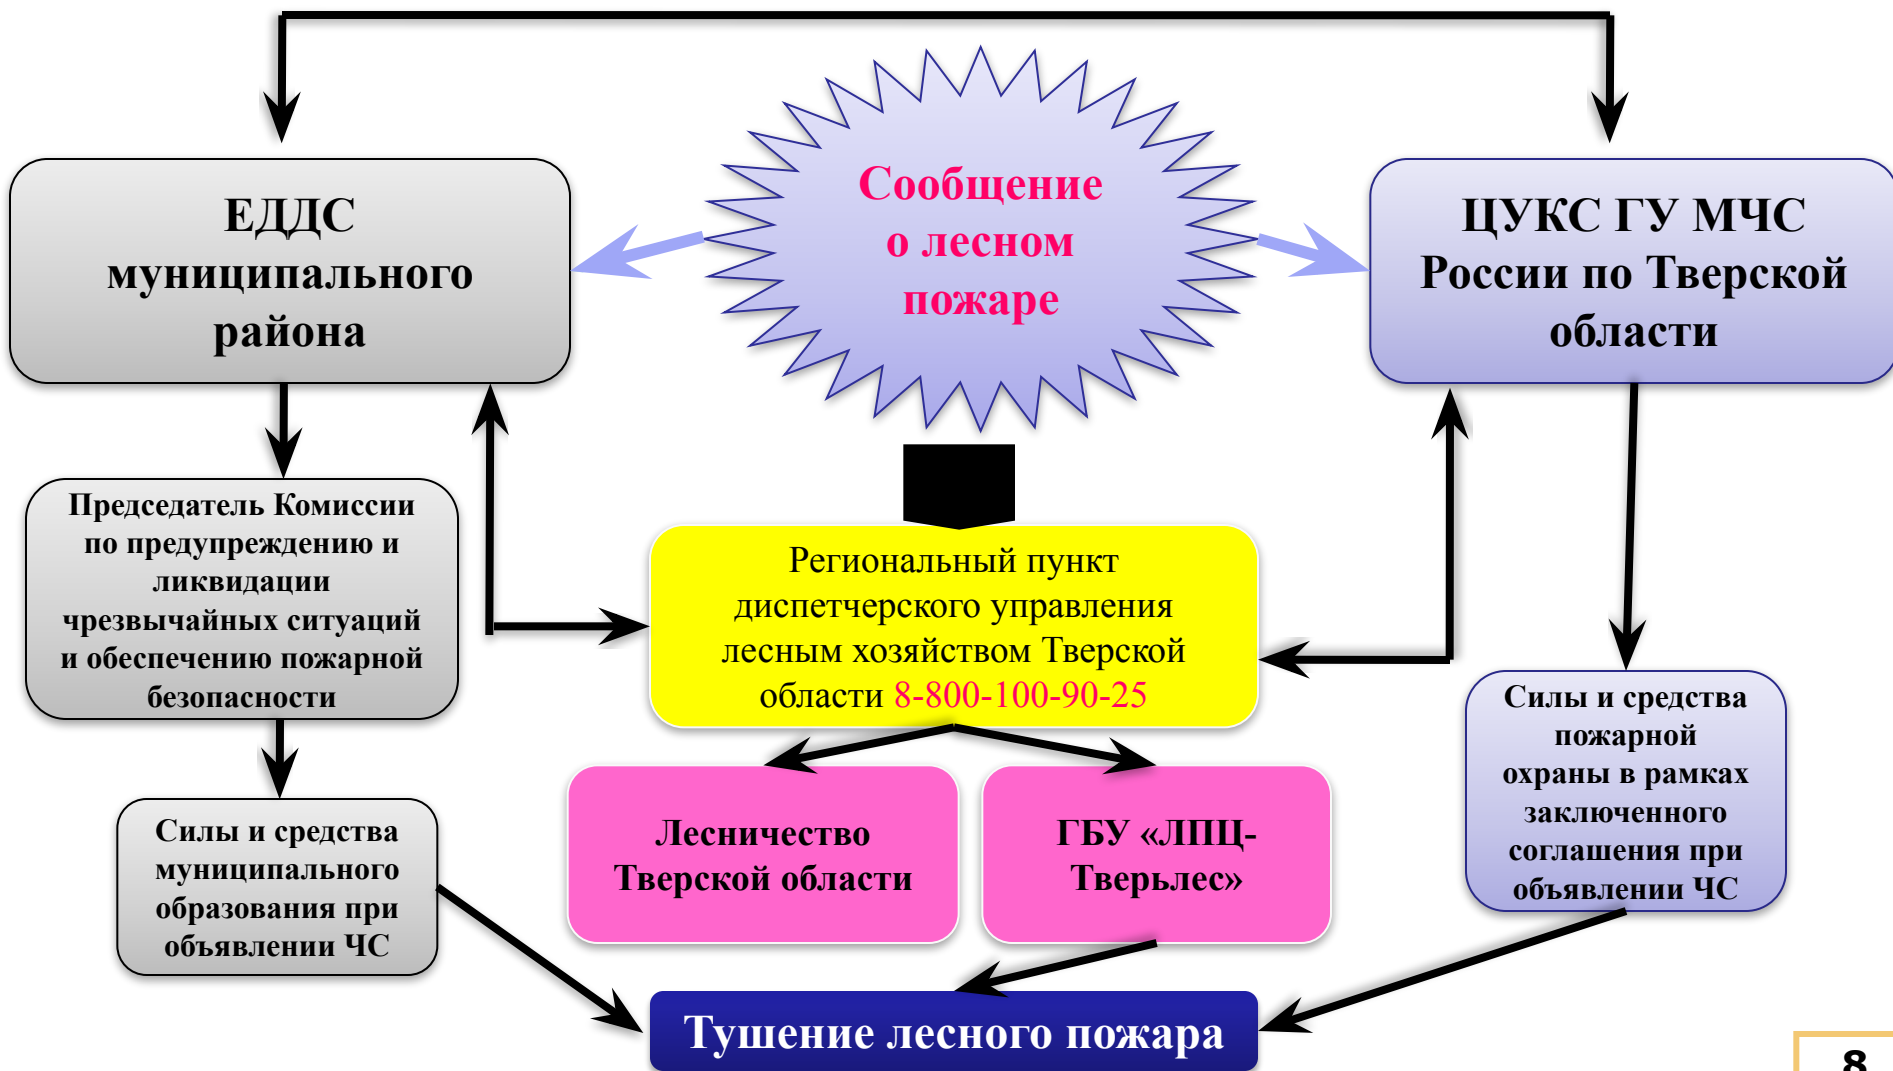 Сообщение
о лесном
пожаре
ЕДДС
муниципального
района
ЦУКС ГУ МЧС
России по Тверской
области
Председатель Комиссии
по предупреждению и
ликвидации
чрезвычайных ситуаций
и обеспечению пожарной
безопасности
Региональный пункт
диспетчерского управления
лесным хозяйством Тверской
области 8-800-100-90-25
Силы и средства
пожарной
охраны в рамках
заключенного
соглашения при
объявлении ЧС
Силы и средства
муниципального
образования при
объявлении ЧС
Лесничество
Тверской области
ГБУ «ЛПЦ-
Тверьлес»
Тушение лесного пожара
8